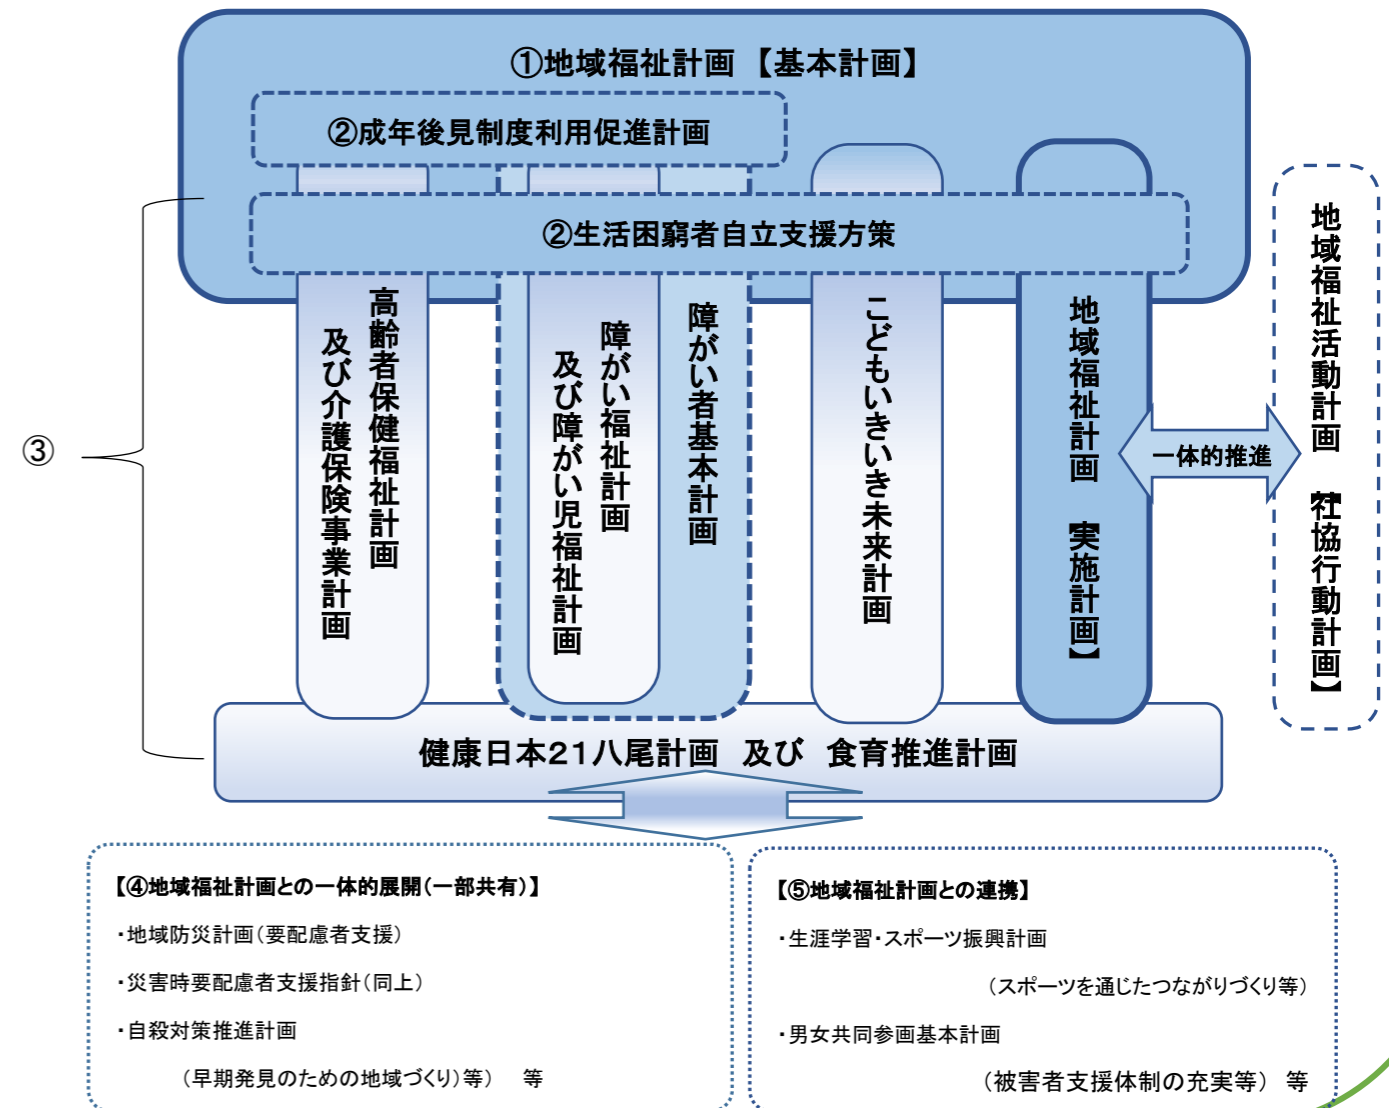 ①地域福祉計画 【基本計画】
②成年後見制度利用促進計画
②生活困窮者自立支援方策
③
高齢者保健福祉計画
及び介護保険事業計画
障がい者基本計画
障がい福祉計画
及び障がい児福祉計画
こどもいきいき未来計画
地域福祉計画 【実施計画】
一体的推進
地域福祉活動計画 【社協行動計画】
健康日本21八尾計画 及び 食育推進計画
【④地域福祉計画との一体的展開(一部共有)】
・地域防災計画(要配慮者支援)
・災害時要配慮者支援指針(同上)
・自殺対策推進計画
(早期発見のための地域づくり)等) 等
【⑤地域福祉計画との連携】
・生涯学習・スポーツ振興計画
(スポーツを通じたつながりづくり等)
・男女共同参画基本計画
(被害者支援体制の充実等) 等